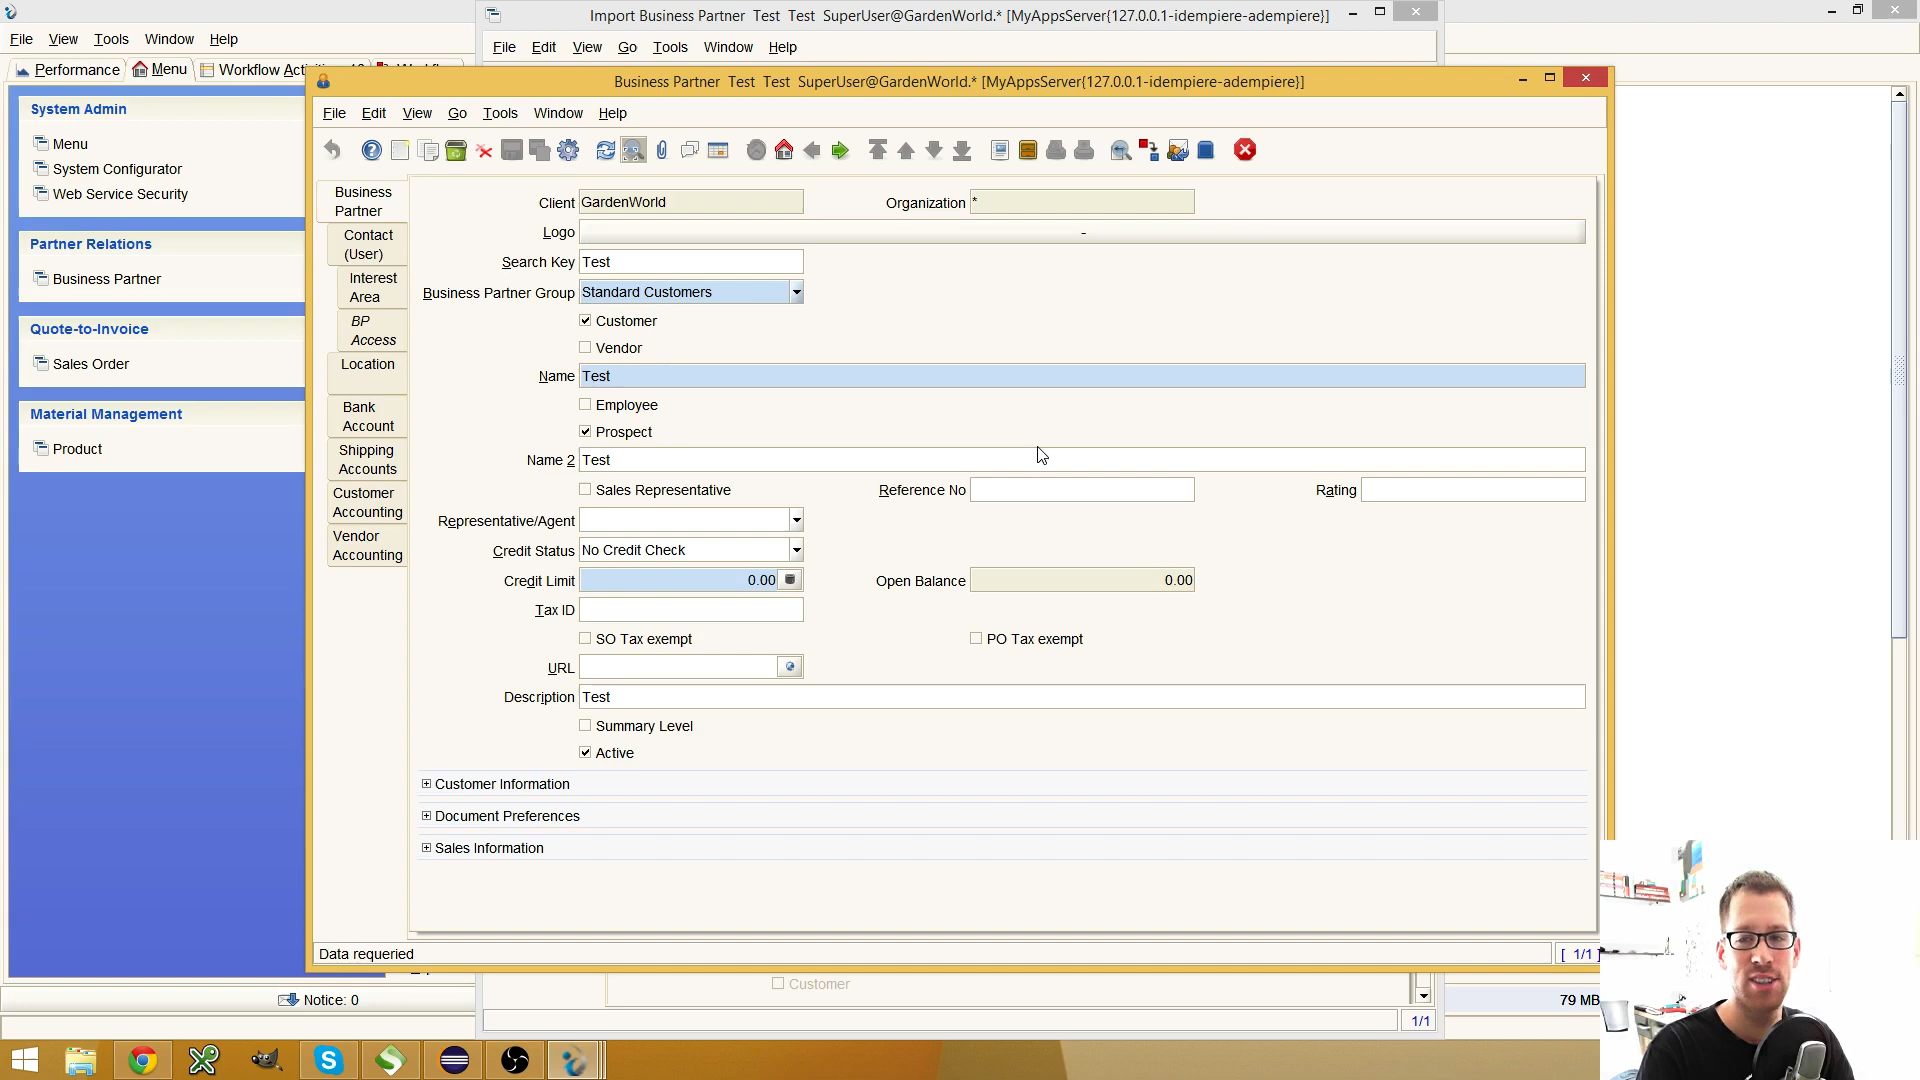 Import Business Partner Test Test SuperUser@GardenWorld.* [MyAppsServer{127.0.0.1-idempiere-adempiere}]
File View Tools Window Help
File Edit View Go Tools Window Help
Performance Menu Workflow
Business Partner Test Test SuperUser@GardenWorld.* [MyAppsServer{127.0.0.1-idempiere-adempiere}]
System Admin
Menu
System Configurator
Web Service Security
Partner Relations
Business Partner
Quote-to-Invoice
Sales Order
Material Management
Product
File Edit View Go Tools Window Help
Business Partner
Contact (User)
Interest Area
BP Access
Location
Bank Account
Shipping Accounts
Customer Accounting
Vendor Accounting
Client GardenWorld Organization *
Logo -
Search Key Test
Business Partner Group Standard Customers
Customer
Vendor
Name Test
Employee
Prospect
Name 2 Test
Sales Representative Reference No Rating
Representative/Agent
Credit Status No Credit Check
Credit Limit 0.00 Open Balance 0.00
Tax ID
SO Tax exempt PO Tax exempt
URL
Description Test
Summary Level
Active
Customer Information
Document Preferences
Sales Information
Data requeried [ 1/1 ]
Customer
Notice: 0 79 MB
1/1